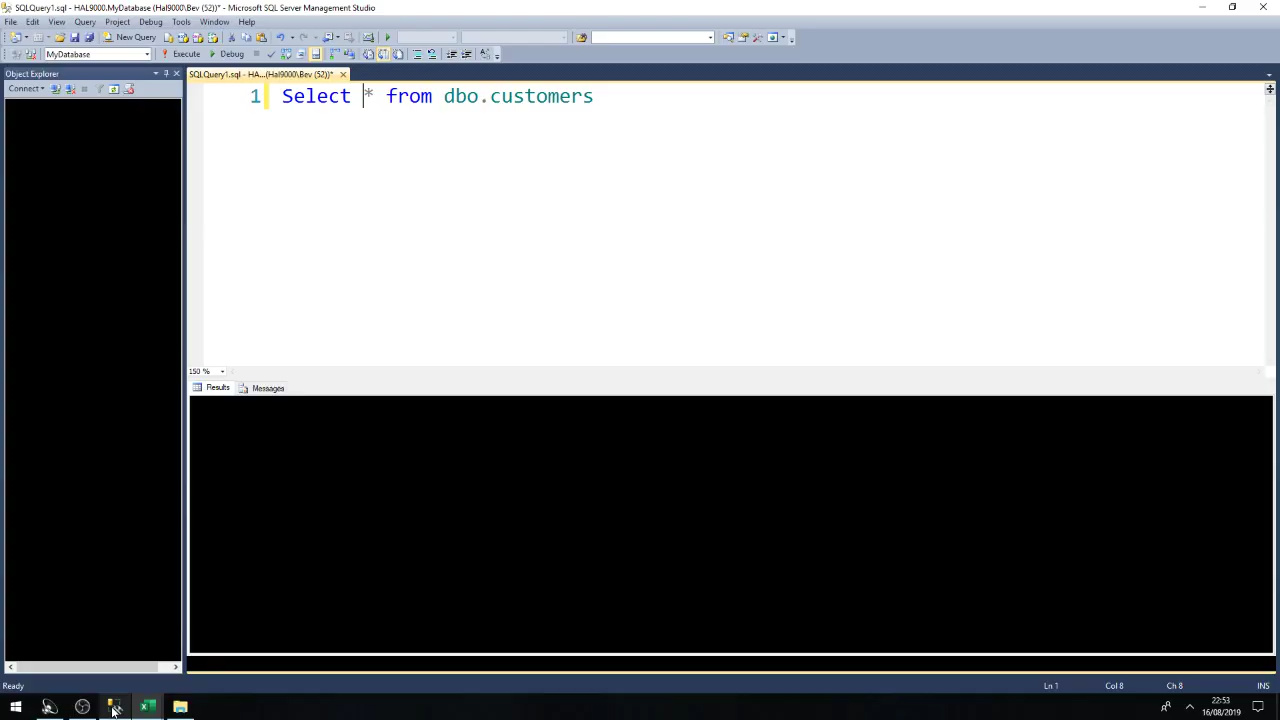 SQLQuery1.sql - HAL9000.MyDatabase (Hal9000\Bev (52))* - Microsoft SQL Server Management Studio
File Edit View Query Project Debug Tools Window Help
New Query
MyDatabase Execute Debug
Object Explorer
Connect
SQLQuery1.sql - HA...(Hal9000\Bev (52))*
1 Select * from dbo.customers
150 %
Results Messages
Ready Ln 1 Col 8 Ch 8 INS
22:53
16/08/2019